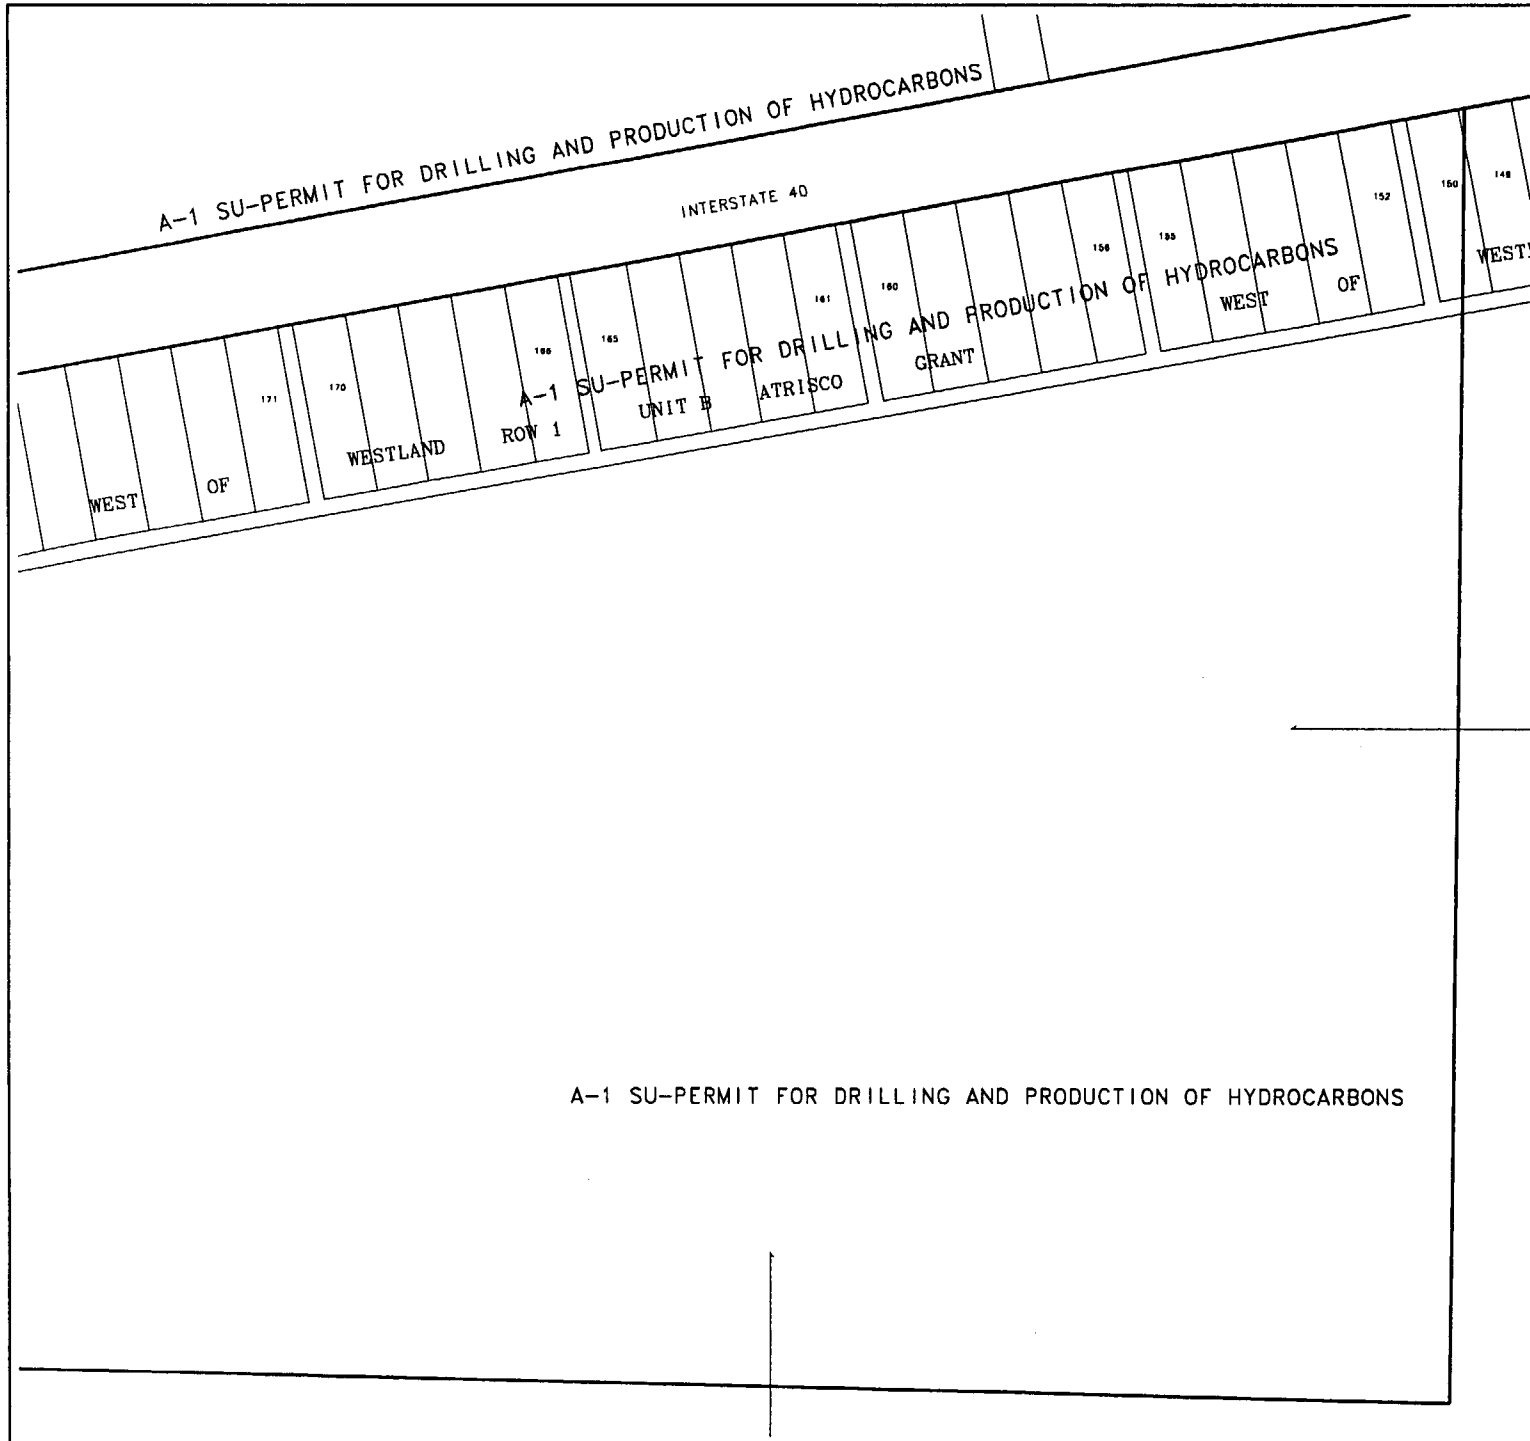 A-1 SU-PERMIT FOR DRILLING AND PRODUCTION OF HYDROCARBONS
INTERSTATE 40
171
170
166
165
161
160
156
155
152
150
148
A-1 SU-PERMIT FOR DRILLING AND PRODUCTION OF HYDROCARBONS
WEST OF WESTLAND ROW 1 UNIT B ATRISCO GRANT WEST OF
A-1 SU-PERMIT FOR DRILLING AND PRODUCTION OF HYDROCARBONS